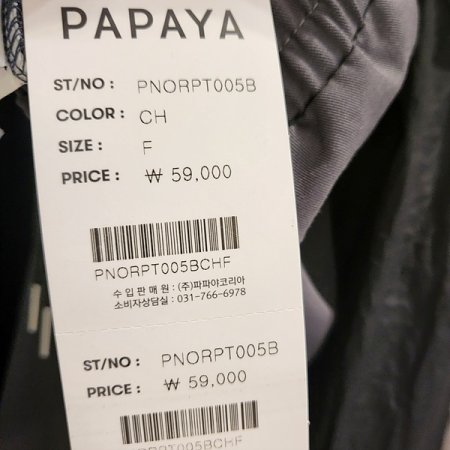 PAPAYA
ST/NO : PNORPT005B
COLOR : CH
SIZE : F
PRICE : ₩ 59,000
PNORPT005BCHF
수 입 판 매 원 : (주)파파야코리아
소비자상담실 : 031-766-6978
ST/NO : PNORPT005B
PRICE : ₩ 59,000
PNORPT005BCHF